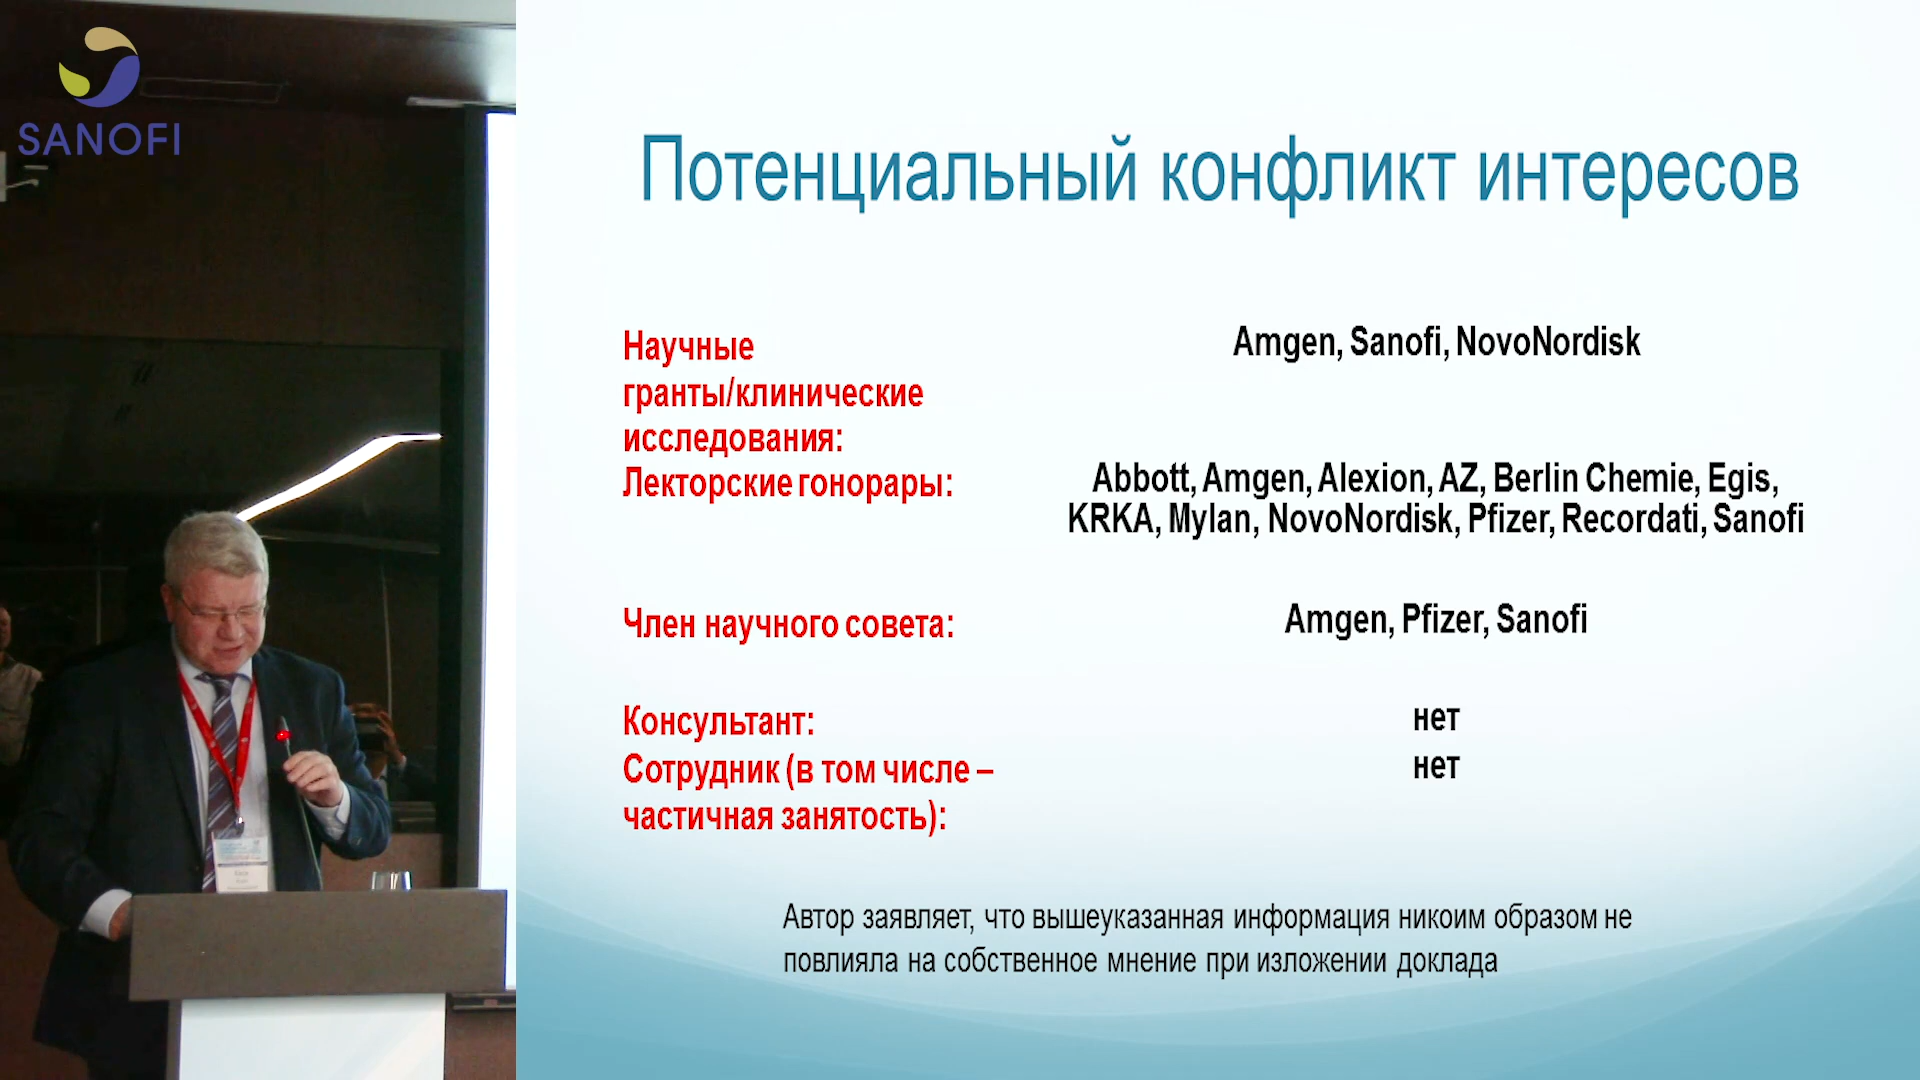 SANOFI
Потенциальный конфликт интересов
Научные
гранты/клинические
исследования:
Amgen, Sanofi, NovoNordisk
Лекторские гонорары:
Abbott, Amgen, Alexion, AZ, Berlin Chemie, Egis,
KRKA, Mylan, NovoNordisk, Pfizer, Recordati, Sanofi
Член научного совета:
Amgen, Pfizer, Sanofi
Консультант:
нет
Сотрудник (в том числе –
частичная занятость):
нет
Автор заявляет, что вышеуказанная информация никоим образом не
повлияла на собственное мнение при изложении доклада